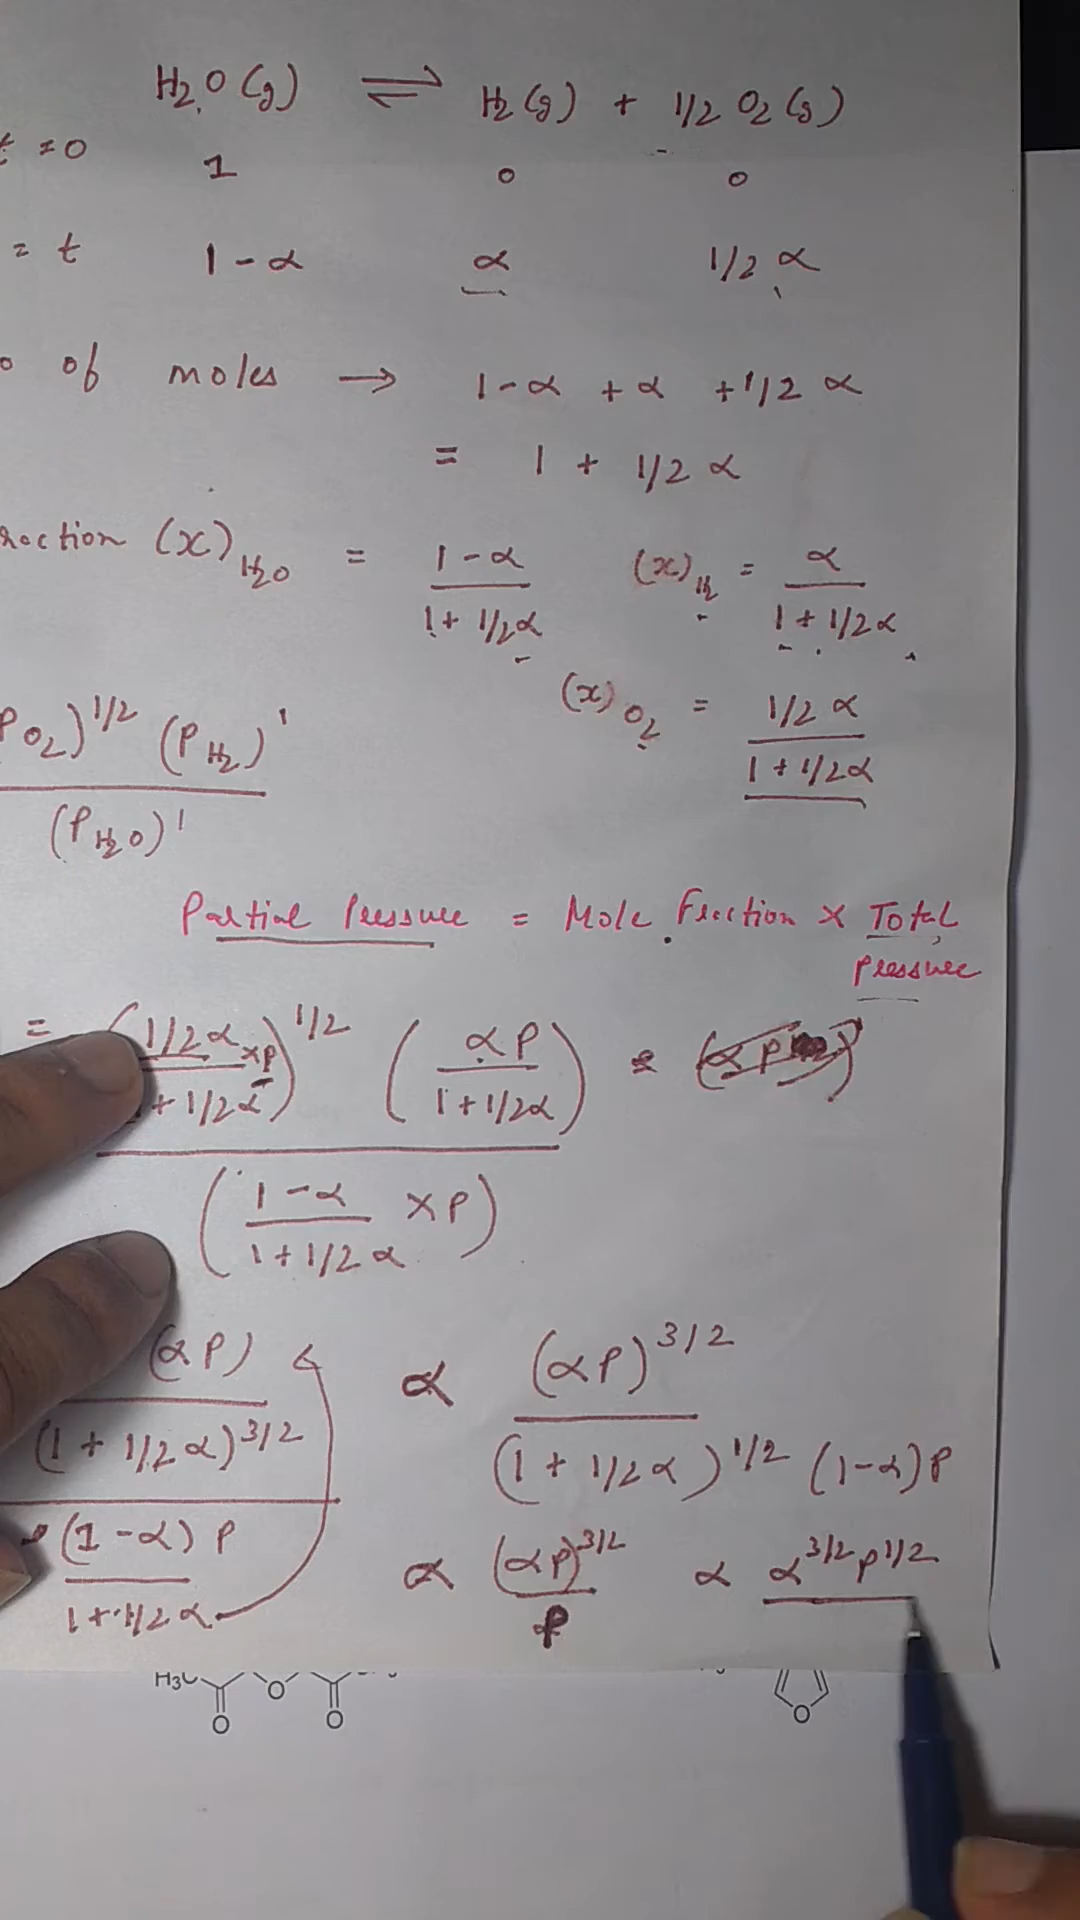 H2O(g) ⇌ H2(g) + 1/2 O2(g)
t=0 1 0 0
= t 1-α α 1/2 α
of moles → 1-α +α +1/2 α
= 1 + 1/2 α
raction (x)H2O = 1-α / 1+1/2α (x)H2 = α / 1+1/2α
(x)O2 = 1/2 α / 1+1/2α
PO2)^1/2 (PH2)^1 / (PH2O)^1
Partial Pressure = Mole Fraction × Total
Pressure
= (1/2α / +1/2α ×P)^1/2 (αP / 1+1/2α)
(1-α / 1+1/2α ×P)
(αP) / (1+1/2α)^3/2 α (αP)^3/2 / (1+1/2α)^1/2 (1-α)P
(1-α)P / 1+1/2α α (αP)^3/2 / P α α^3/2 P^1/2
H3C O O O O